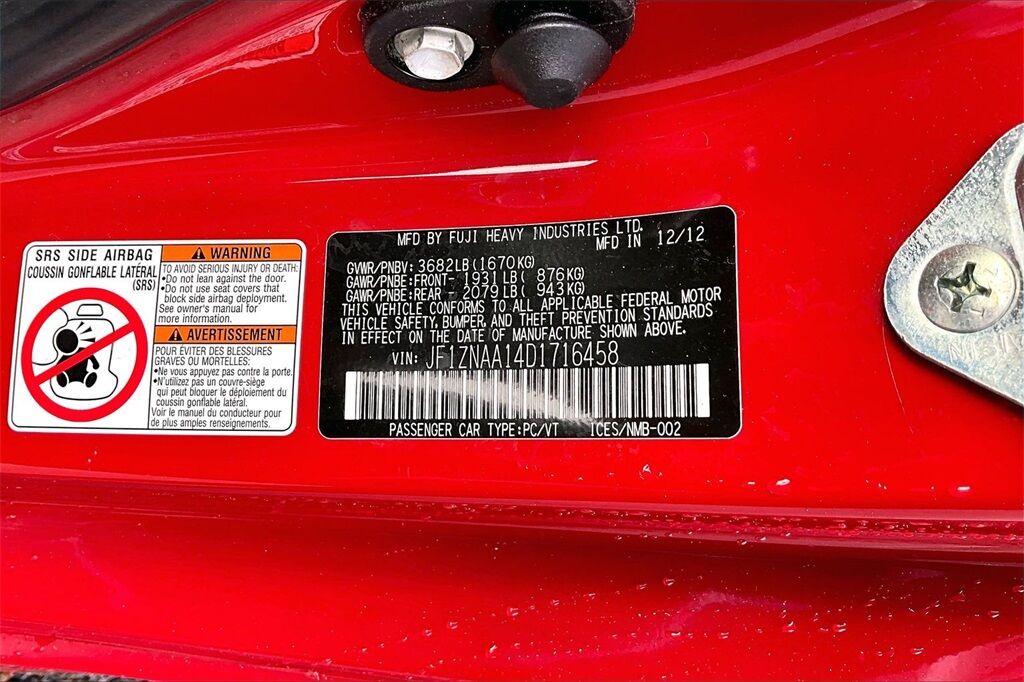 SRS SIDE AIRBAG
COUSSIN GONFLABLE LATÉRAL
(SRS)
WARNING
TO AVOID SERIOUS INJURY OR DEATH:
•Do not lean against the door.
•Do not use seat covers that
block side airbag deployment.
See owner's manual for
more information.
AVERTISSEMENT
POUR ÉVITER DES BLESSURES
GRAVES OU MORTELLES:
•Ne vous appuyez pas contre la porte.
•N'utilizez pas un couvre-siège
qui peut bloquer le déploiement du
coussin gonflable latéral.
Voir le manuel du conducteur pour
de plus amples renseignements.
MFD BY FUJI HEAVY INDUSTRIES LTD.
MFD IN 12/12
GVWR/PNBV: 3682LB(1670KG)
GAWR/PNBE:FRONT- 1931LB( 876KG)
GAWR/PNBE:REAR - 2079LB( 943KG)
THIS VEHICLE CONFORMS TO ALL APPLICABLE FEDERAL MOTOR
VEHICLE SAFETY, BUMPER, AND THEFT PREVENTION STANDARDS
IN EFFECT ON THE DATE OF MANUFACTURE SHOWN ABOVE.
VIN: JF1ZNAA14D1716458
PASSENGER CAR TYPE:PC/VT ICES/NMB-002